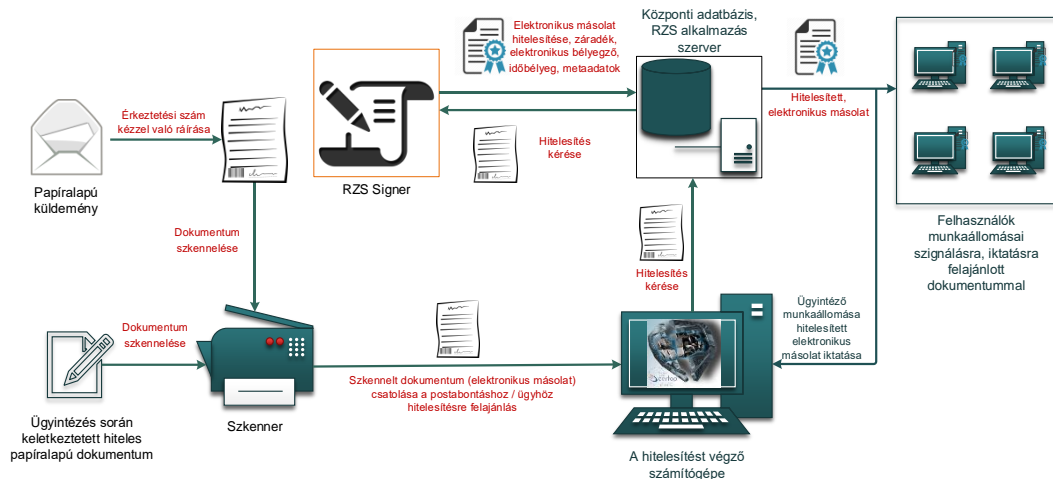 Elektronikus másolat
hitelesítése, záradék,
elektronikus bélyegző,
időbélyeg, metaadatok
Központi adatbázis,
RZS alkalmazás
szerver
Érkeztetési szám
kézzel való ráírása
Papíralapú
küldemény
RZS Signer
Hitelesítés
kérése
Hitelesített,
elektronikus másolat
Felhasználók
munkaállomásai
szignálásra, iktatásra
felajánlott
dokumentummal
Dokumentum
szkennelése
Hitelesítés
kérése
Ügyintéző
munkaállomása
hitelesített
elektronikus
másolat iktatása
Dokumentum
szkennelése
Szkennelt dokumentum (elektronikus másolat)
csatolása a postabontáshoz / ügyhöz
hitelesítésre felajánlás
Ügyintézés során
keletkeztetett hiteles
papíralapú dokumentum
Szkenner
A hitelesítést végző
számítógépe